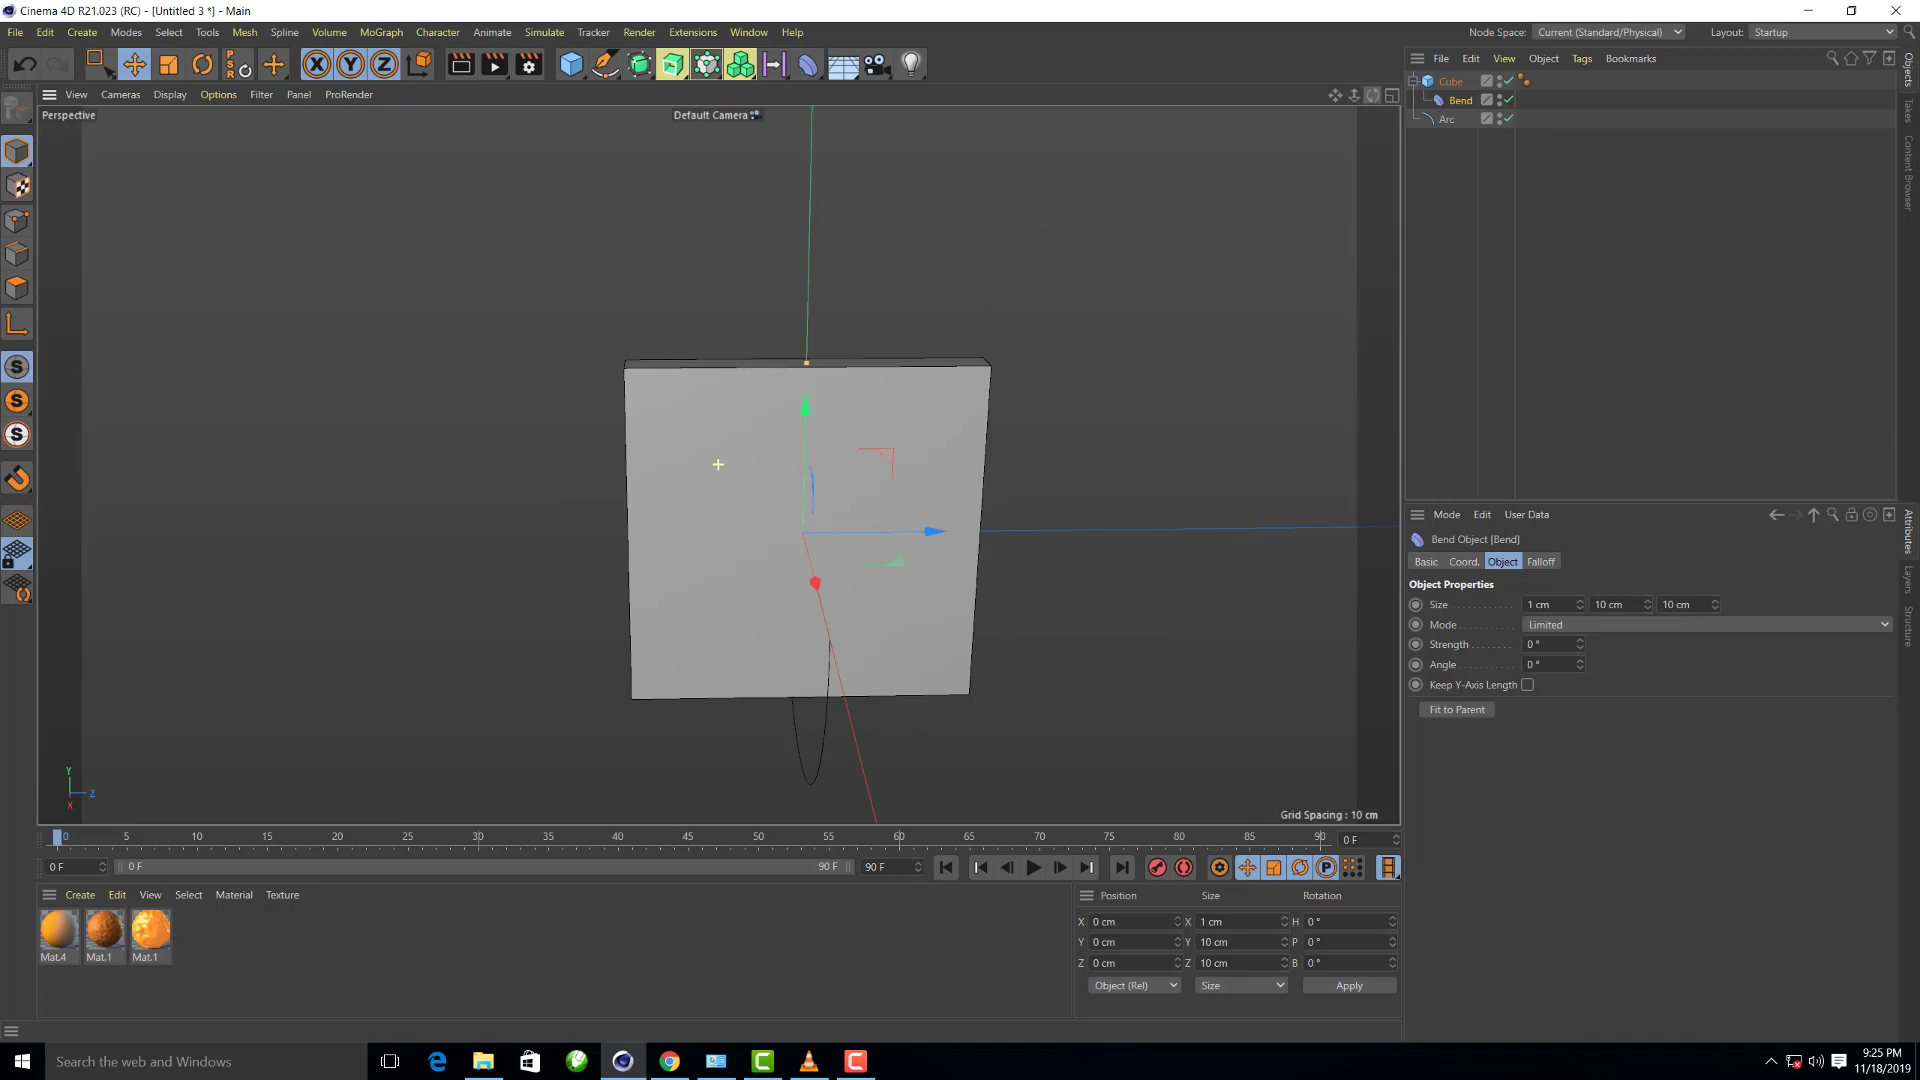 Cinema 4D R21.023 (RC) - [Untitled 3 *] - Main
File Edit Create Modes Select Tools Mesh Spline Volume MoGraph Character Animate Simulate Tracker Render Extensions Window Help
Node Space: Current (Standard/Physical) Layout: Startup
X Y Z
P S R
View Cameras Display Options Filter Panel ProRender
File Edit View Object Tags Bookmarks
Perspective
Default Camera
Cube
Bend
Arc
Objects
Takes
Content Browser
S
S
S
Mode Edit User Data
Bend Object [Bend]
Basic Coord. Object Falloff
Object Properties
Size 1 cm 10 cm 10 cm
Mode Limited
Strength 0 °
Angle 0 °
Keep Y-Axis Length
Fit to Parent
Attributes
Layers
Structure
Y
Z
X
Grid Spacing : 10 cm
0 5 10 15 20 25 30 35 40 45 50 55 60 65 70 75 80 85 90 0 F
0 F 0 F 90 F 90 F P
Create Edit View Select Material Texture
Mat.4 Mat.1 Mat.1
Position Size Rotation
X 0 cm X 1 cm H 0 °
Y 0 cm Y 10 cm P 0 °
Z 0 cm Z 10 cm B 0 °
Object (Rel) Size Apply
Search the web and Windows
9:25 PM
11/18/2019